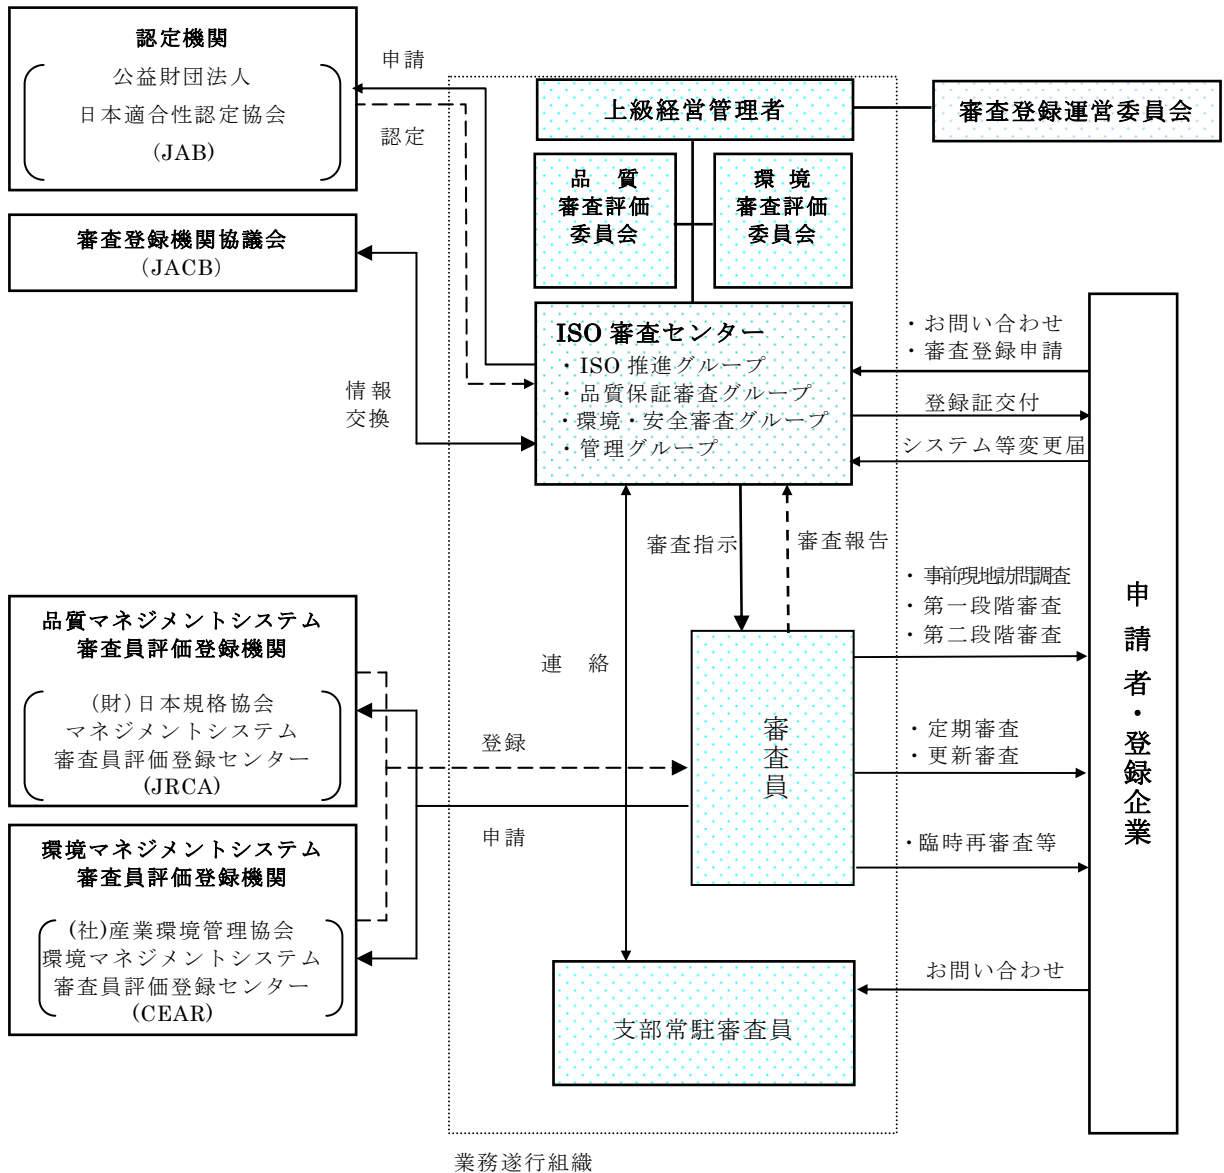 認定機関
公益財団法人
日本適合性認定協会
(JAB)
申請
認定
審査登録機関協議会
(JACB)
情報
交換
上級経営管理者
審査登録運営委員会
品 質
審査評価
委員会
環 境
審査評価
委員会
ISO 審査センター
・ISO 推進グループ
・品質保証審査グループ
・環境・安全審査グループ
・管理グループ
・お問い合わせ
・審査登録申請
登録証交付
システム等変更届
審査指示
審査報告
連 絡
審査員
・事前現地訪問調査
・第一段階審査
・第二段階審査
・定期審査
・更新審査
・臨時再審査等
申請者・登録企業
品質マネジメントシステム
審査員評価登録機関
(財)日本規格協会
マネジメントシステム
審査員評価登録センター
(JRCA)
登録
申請
環境マネジメントシステム
審査員評価登録機関
(社)産業環境管理協会
環境マネジメントシステム
審査員評価登録センター
(CEAR)
お問い合わせ
支部常駐審査員
業務遂行組織